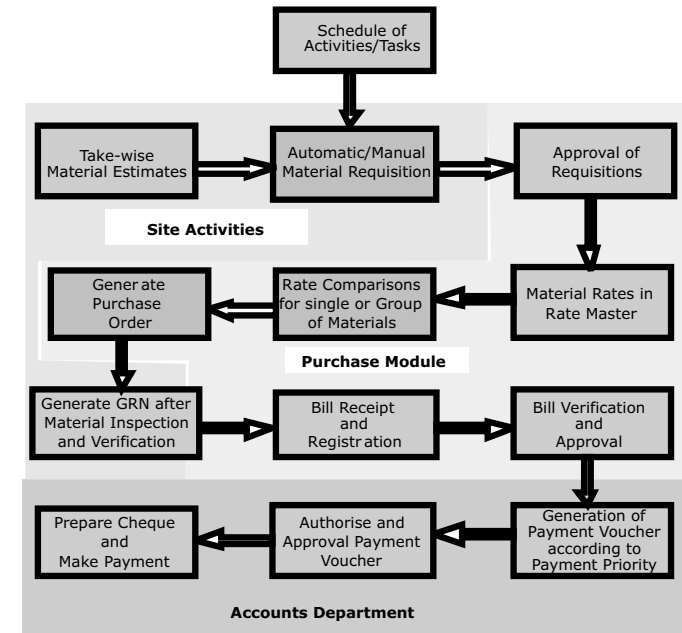 Schedule of
Activities/Tasks
Take-wise
Material Estimates
Automatic/Manual
Material Requisition
Approval of
Requisitions
Site Activities
Gener ate
Purchase
Order
Rate Comparisons
for single or Group
of Materials
Material Rates in
Rate Master
Purchase Module
Generate GRN after
Material Inspection
and Verification
Bill Receipt
and
Registration
Bill Verification
and
Approval
Prepare Cheque
and
Make Payment
Authorise and
Approval Payment
Voucher
Generation of
Payment Voucher
according to
Payment Priority
Accounts Department